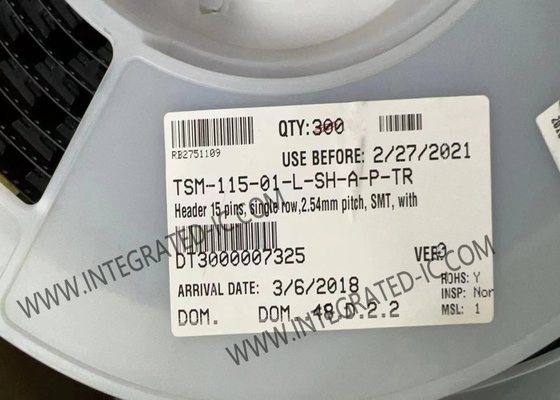 QTY:300
RB2751109
USE BEFORE: 2/27/2021
TSM-115-01-L-SH-A-P-TR
Header 15 pins, single row,2.54mm pitch, SMT, with
DT3000007325
VER3
ARRIVAL DATE: 3/6/2018
ROHS: Y
INSP: Nor
DOM. DOM. 48 D.2.2
MSL: 1
WWW.INTEGRATED-IC.COM
WWW.INTEGRATED-IC.COM